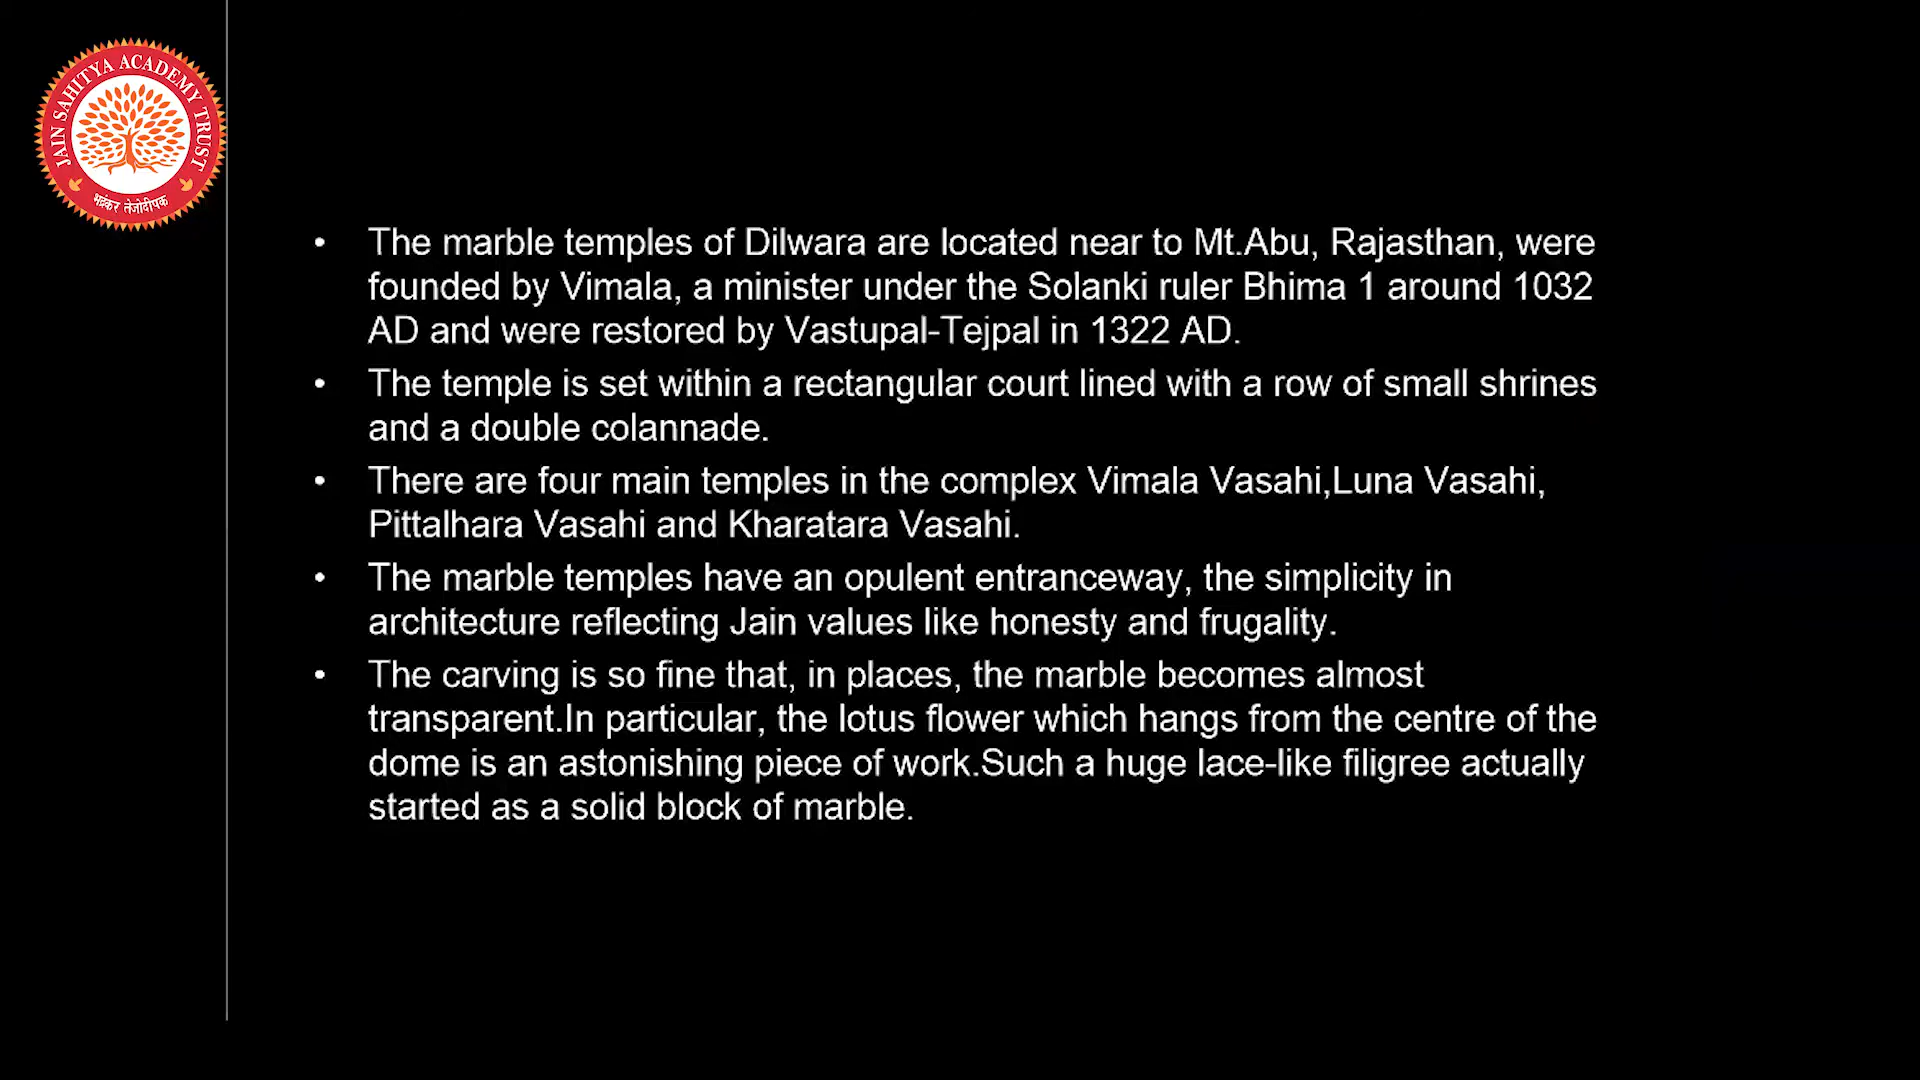 JAIN SAHITYA ACADEMY TRUST
भद्रंकर तेजोदीपक
• The marble temples of Dilwara are located near to Mt.Abu, Rajasthan, were
founded by Vimala, a minister under the Solanki ruler Bhima 1 around 1032
AD and were restored by Vastupal-Tejpal in 1322 AD.
• The temple is set within a rectangular court lined with a row of small shrines
and a double colannade.
• There are four main temples in the complex Vimala Vasahi,Luna Vasahi,
Pittalhara Vasahi and Kharatara Vasahi.
• The marble temples have an opulent entranceway, the simplicity in
architecture reflecting Jain values like honesty and frugality.
• The carving is so fine that, in places, the marble becomes almost
transparent.In particular, the lotus flower which hangs from the centre of the
dome is an astonishing piece of work.Such a huge lace-like filigree actually
started as a solid block of marble.